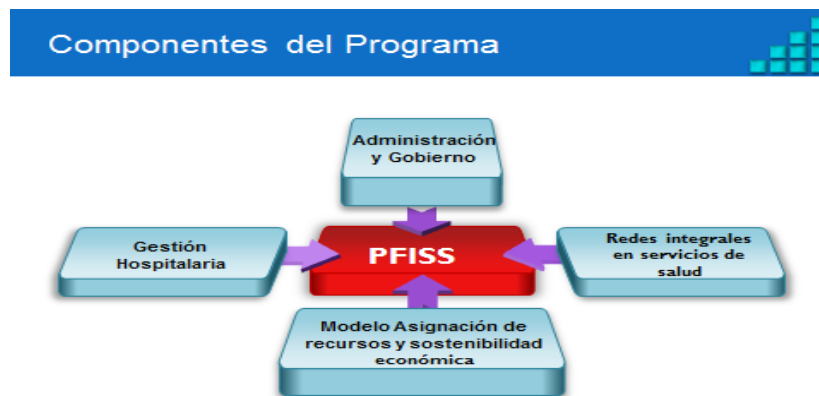 Componentes del Programa
Administración
y Gobierno
Gestión
Hospitalaria
PFISS
Redes integrales
en servicios de
salud
Modelo Asignación de
recursos y sostenibilidad
económica